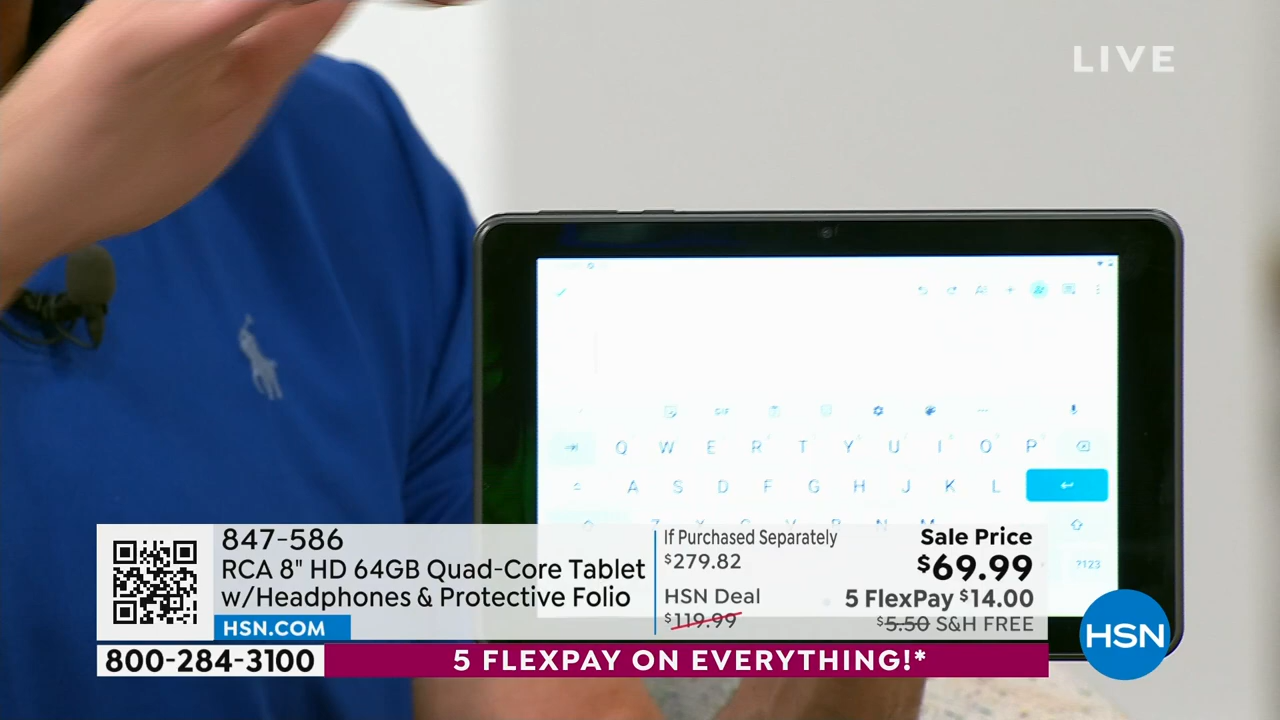 LIVE
GIF
Q W E R T Y U I O P
A S D F G H J K L
?123
847-586
RCA 8" HD 64GB Quad-Core Tablet
w/Headphones & Protective Folio
HSN.COM
If Purchased Separately
$279.82
HSN Deal
$119.99
Sale Price
$69.99
5 FlexPay $14.00
$5.50 S&H FREE
HSN
800-284-3100
5 FLEXPAY ON EVERYTHING!*